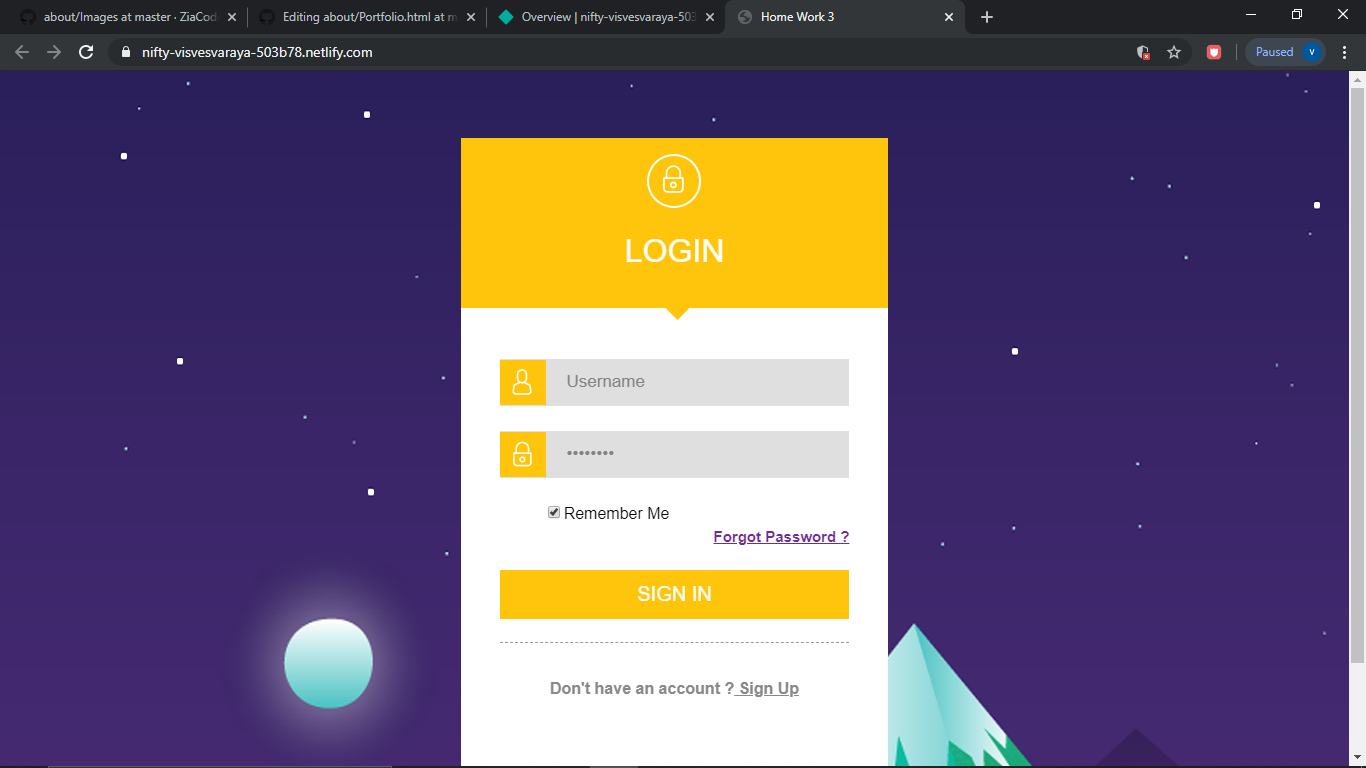 about/Images at master · ZiaCod
Editing about/Portfolio.html at m
Overview | nifty-visvesvaraya-503
Home Work 3
nifty-visvesvaraya-503b78.netlify.com
Paused
v
LOGIN
Username
••••••••
Remember Me
Forgot Password ?
SIGN IN
Don't have an account ? Sign Up